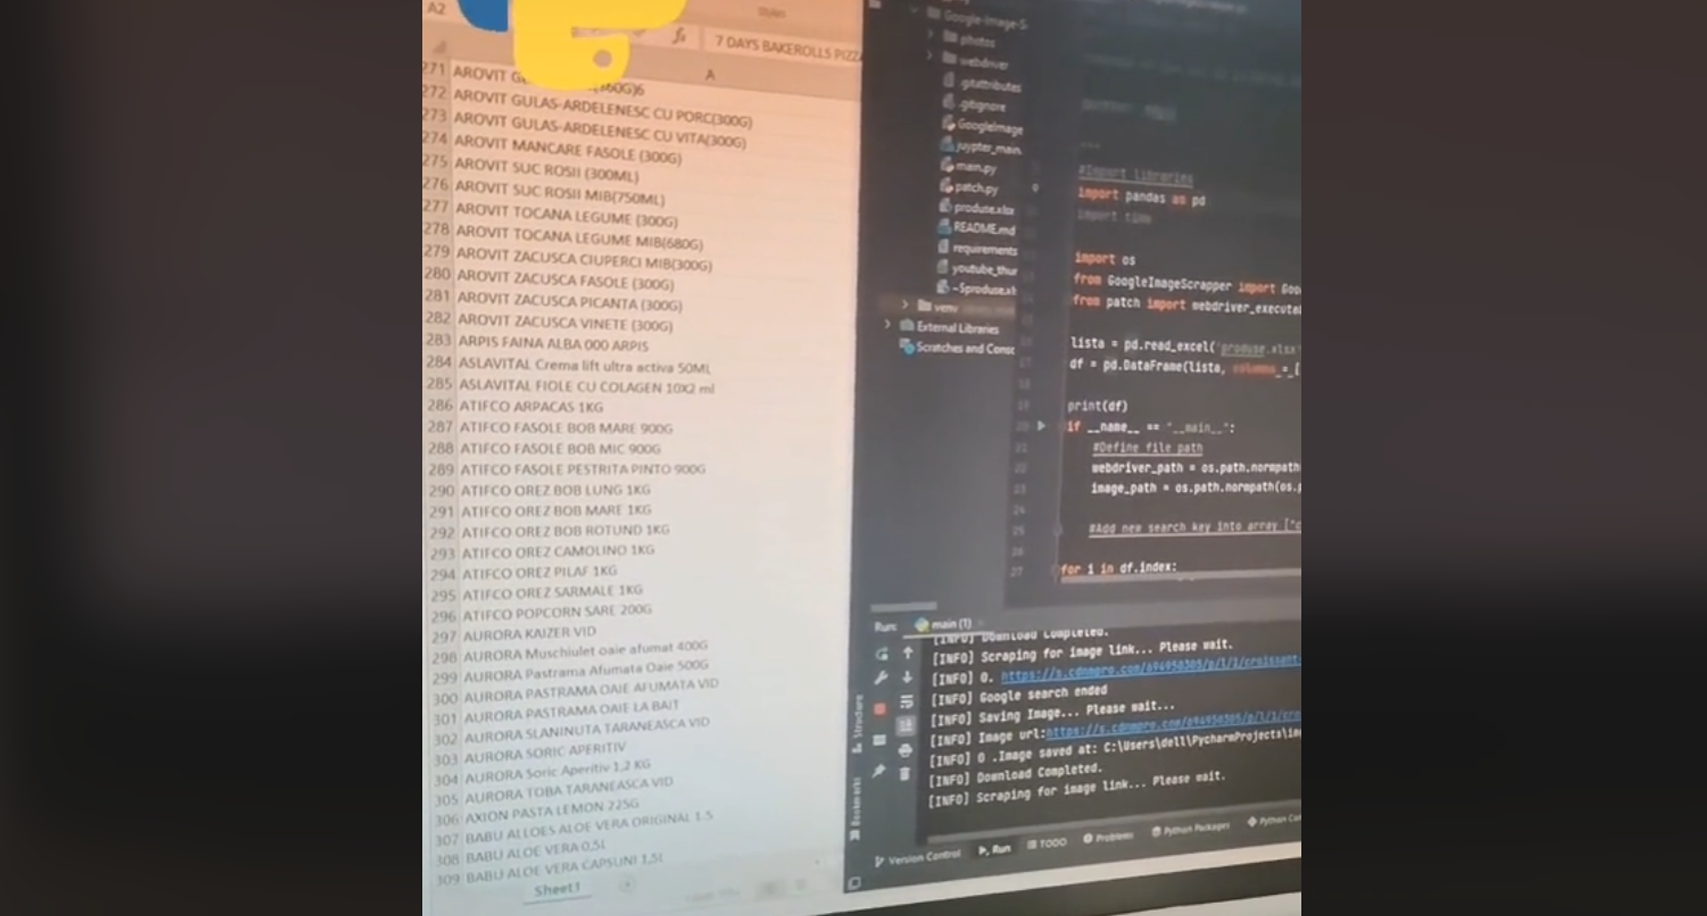 A2
Styles
fx
7 DAYS BAKEROLLS PIZZA
A
271 AROVIT
272 AROVIT GULAS-ARDELENESC CU PORC(300G)
273 AROVIT GULAS-ARDELENESC CU VITA(300G)
274 AROVIT MANCARE FASOLE (300G)
275 AROVIT SUC ROSII (300ML)
276 AROVIT SUC ROSII MIB(750ML)
277 AROVIT TOCANA LEGUME (300G)
278 AROVIT TOCANA LEGUME MIB(680G)
279 AROVIT ZACUSCA CIUPERCI MIB(300G)
280 AROVIT ZACUSCA FASOLE (300G)
281 AROVIT ZACUSCA PICANTA (300G)
282 AROVIT ZACUSCA VINETE (300G)
283 ARPIS FAINA ALBA 000 ARPIS
284 ASLAVITAL Crema lift ultra activa 50ML
285 ASLAVITAL FIOLE CU COLAGEN 10X2 ml
286 ATIFCO ARPACAS 1KG
287 ATIFCO FASOLE BOB MARE 900G
288 ATIFCO FASOLE BOB MIC 900G
289 ATIFCO FASOLE PESTRITA PINTO 900G
290 ATIFCO OREZ BOB LUNG 1KG
291 ATIFCO OREZ BOB MARE 1KG
292 ATIFCO OREZ BOB ROTUND 1KG
293 ATIFCO OREZ CAMOLINO 1KG
294 ATIFCO OREZ PILAF 1KG
295 ATIFCO OREZ SARMALE 1KG
296 ATIFCO POPCORN SARE 200G
297 AURORA KAIZER VID
298 AURORA Muschiulet oaie afumat 400G
299 AURORA Pastrama Afumata Oaie 500G
300 AURORA PASTRAMA OAIE AFUMATA VID
301 AURORA PASTRAMA OAIE LA BAIT
302 AURORA SLANINUTA TARANEASCA VID
303 AURORA SORIC APERITIV
304 AURORA Soric Aperitiv 1,2 KG
305 AURORA TOBA TARANEASCA VID
306 AXION PASTA LEMON 225G
307 BABU ALLOES ALOE VERA ORIGINAL 1.5
308 BABU ALOE VERA 0,5L
309 BABU ALOE VERA CAPSUNI 1,5L
Sheet1
Google-Image-S
photos
webdriver
.gitattributes
.gitignore
GoogleImage
juypter_main.
main.py
patch.py
produse.xlsx
README.md
requirements
youtube_thur
~$produse.xl
venv
External Libraries
Scratches and Conso
#Import libraries
import pandas as pd
import time
import os
from GoogleImageScrapper import Goo
from patch import webdriver_executa
lista = pd.read_excel('produse.xlsx'
df = pd.DataFrame(lista, columns = [
print(df)
if __name__ == "__main__":
#Define file path
webdriver_path = os.path.normpath
image_path = os.path.normpath(os.p
#Add new search key into array ["c
for i in df.index:
Run: main (1)
[INFO] Download Completed.
[INFO] Scraping for image link... Please wait.
[INFO] 0. https://s.cdnmpro.com/694950305/p/l/1/croissant-
[INFO] Google search ended
[INFO] Saving Image... Please wait...
[INFO] Image url:https://s.cdnmpro.com/694950305/p/l/1/cro
[INFO] 0 .Image saved at: C:\Users\dell\PycharmProjects\im
[INFO] Download Completed.
[INFO] Scraping for image link... Please wait.
Structure
Bookmarks
Version Control
Run
TODO
Problems
Python Packages
Python Con